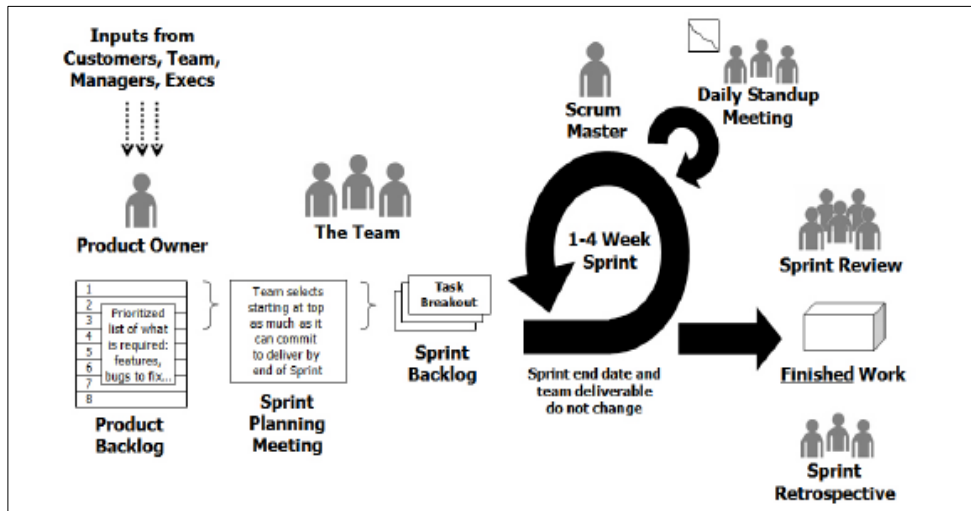 Inputs from
Customers, Team,
Managers, Execs
Product Owner
The Team
Scrum
Master
Daily Standup
Meeting
1-4 Week
Sprint
Sprint Review
1
2
3
4
5
6
7
8
Prioritized
list of what
is required:
features,
bugs to fix...
Product
Backlog
Team selects
starting at top
as much as it
can commit
to deliver by
end of Sprint
Sprint
Planning
Meeting
Task
Breakout
Sprint
Backlog
Sprint end date and
team deliverable
do not change
Finished Work
Sprint
Retrospective